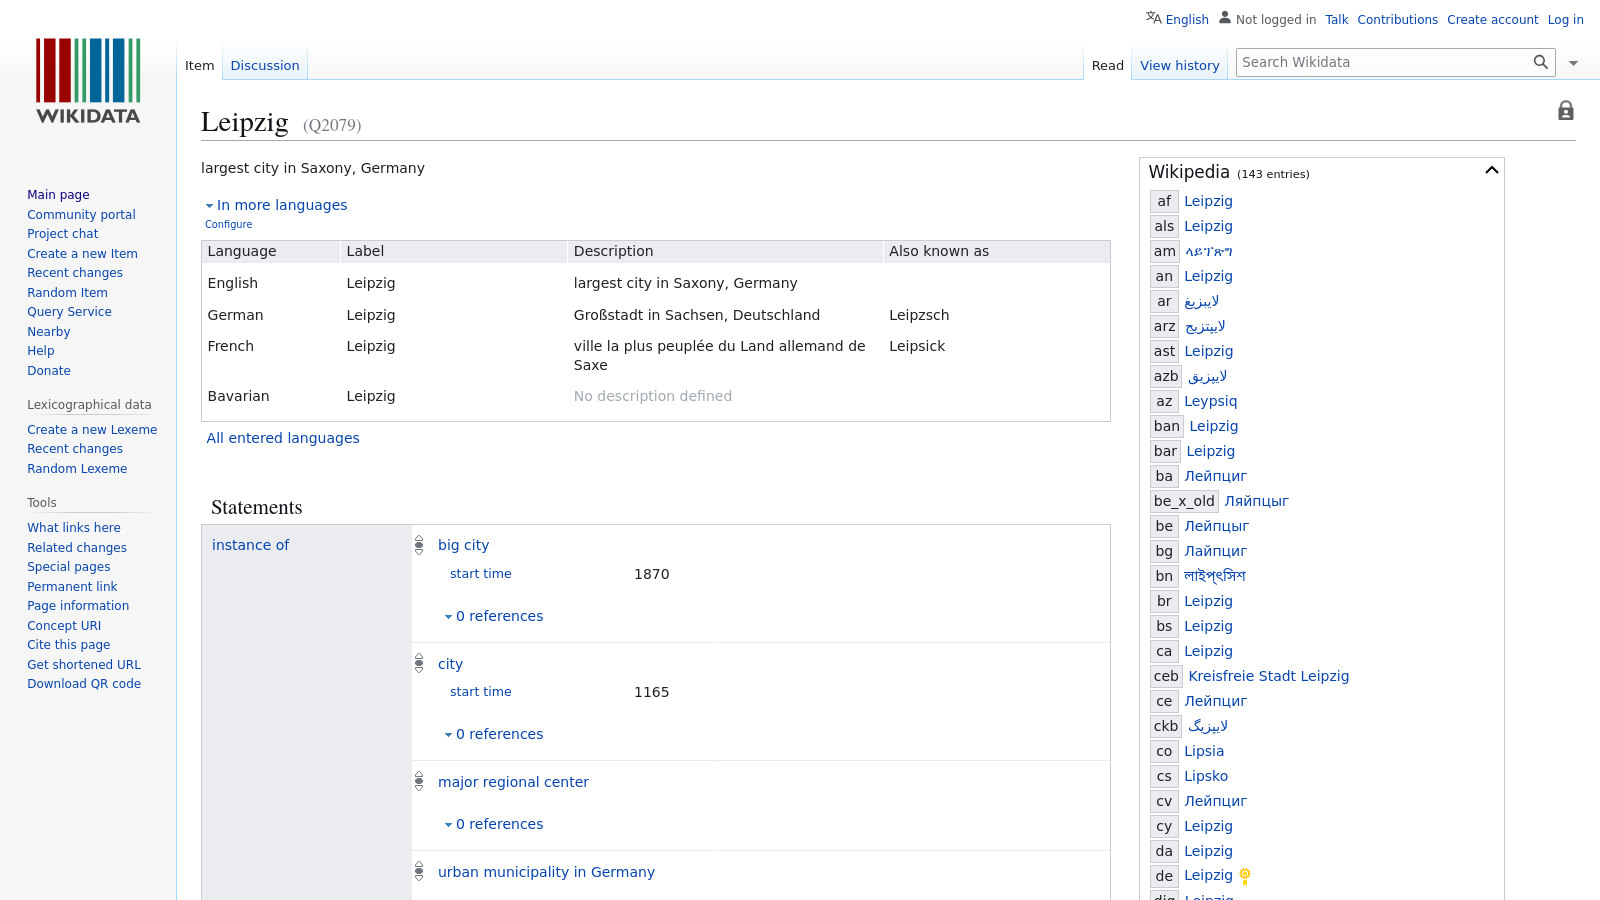 English Not logged in Talk Contributions Create account Log in
WIKIDATA
Item Discussion Read View history Search Wikidata
Leipzig (Q2079)
largest city in Saxony, Germany
In more languages
Configure
Language Label Description Also known as
English Leipzig largest city in Saxony, Germany
German Leipzig Großstadt in Sachsen, Deutschland Leipzsch
French Leipzig ville la plus peuplée du Land allemand de Saxe Leipsick
Bavarian Leipzig No description defined
All entered languages
Statements
instance of
big city
start time 1870
0 references
city
start time 1165
0 references
major regional center
0 references
urban municipality in Germany
Main page
Community portal
Project chat
Create a new Item
Recent changes
Random Item
Query Service
Nearby
Help
Donate
Lexicographical data
Create a new Lexeme
Recent changes
Random Lexeme
Tools
What links here
Related changes
Special pages
Permanent link
Page information
Concept URI
Cite this page
Get shortened URL
Download QR code
Wikipedia (143 entries)
af Leipzig
als Leipzig
am ላይፕጽግ
an Leipzig
ar لايبزيغ
arz لايبتزيج
ast Leipzig
azb لایپزیق
az Leypsiq
ban Leipzig
bar Leipzig
ba Лейпциг
be_x_old Ляйпцыг
be Лейпцыг
bg Лайпциг
bn লাইপ্‌ৎসিশ
br Leipzig
bs Leipzig
ca Leipzig
ceb Kreisfreie Stadt Leipzig
ce Лейпциг
ckb لایپزیگ
co Lipsia
cs Lipsko
cv Лейпциг
cy Leipzig
da Leipzig
de Leipzig
diq Leipzig